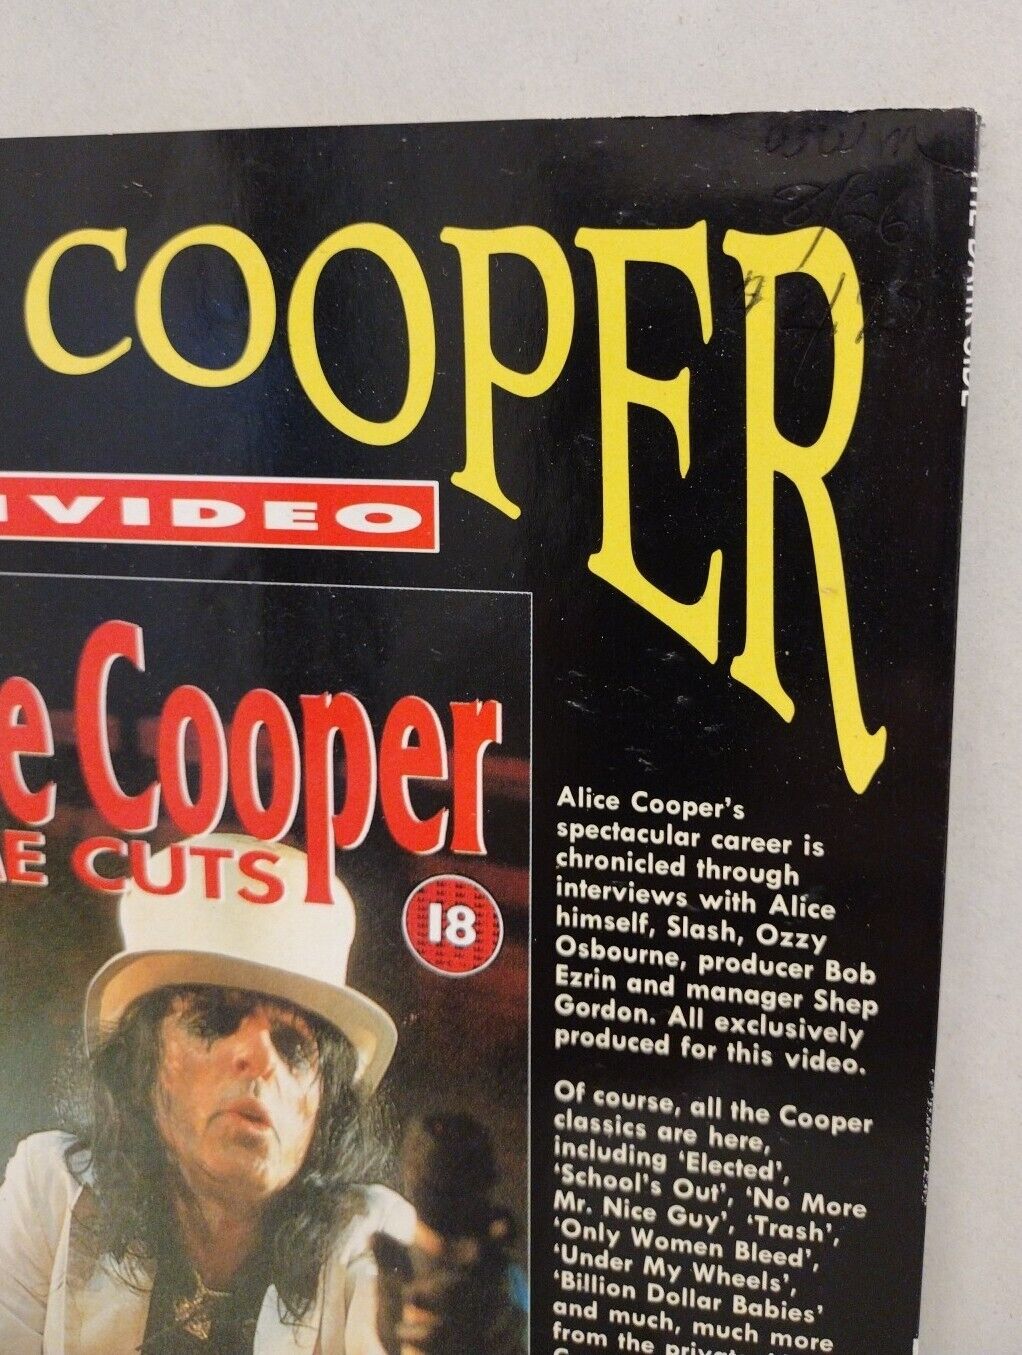 COOPER
VIDEO
e Cooper
CUTS
18
Alice Cooper's
spectacular career is
chronicled through
interviews with Alice
himself, Slash, Ozzy
Osbourne, producer Bob
Ezrin and manager Shep
Gordon. All exclusively
produced for this video.
Of course, all the Cooper
classics are here,
including 'Elected',
'School's Out', 'No More
Mr. Nice Guy', 'Trash',
'Only Women Bleed',
'Under My Wheels',
'Billion Dollar Babies'
and much, much more
from the
THE DARK SIDE